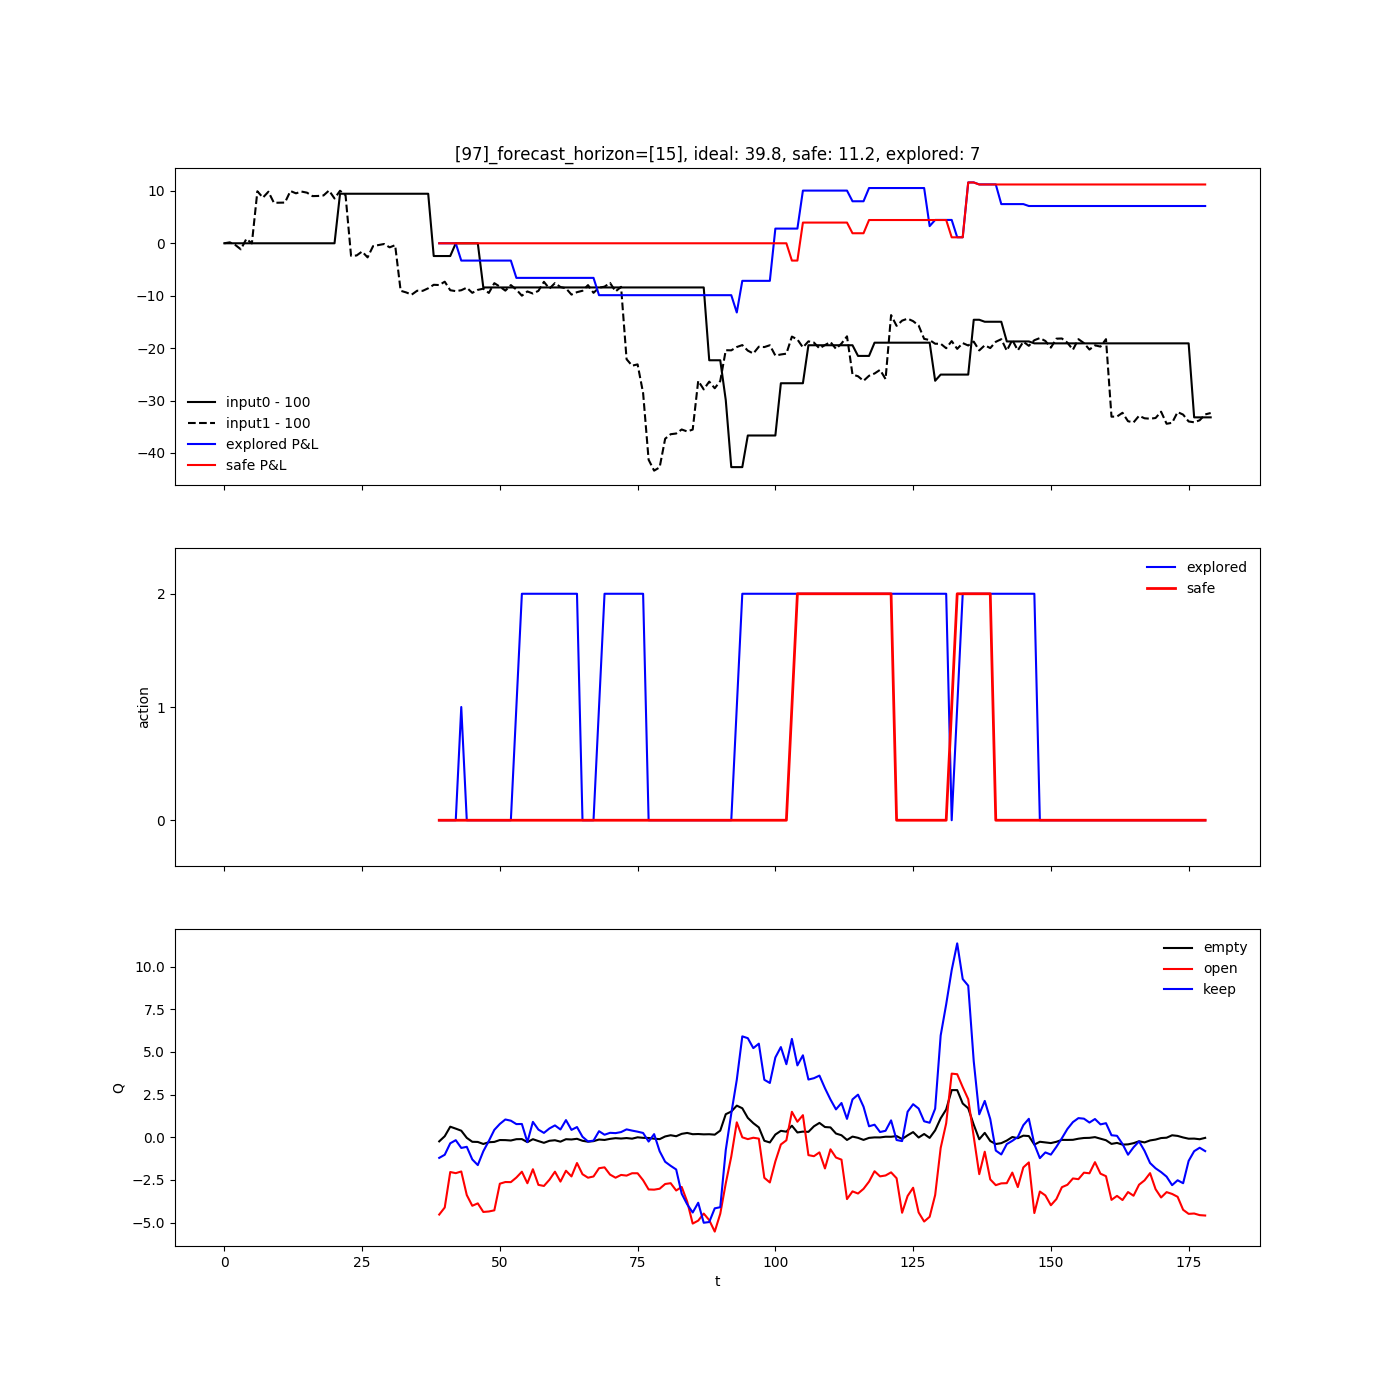 [97]_forecast_horizon=[15], ideal: 39.8, safe: 11.2, explored: 7
10
0
−10
−20
−30
−40
input0 - 100
input1 - 100
explored P&L
safe P&L
2
1
0
action
explored
safe
10.0
7.5
5.0
2.5
0.0
−2.5
−5.0
Q
empty
open
keep
0 25 50 75 100 125 150 175
t